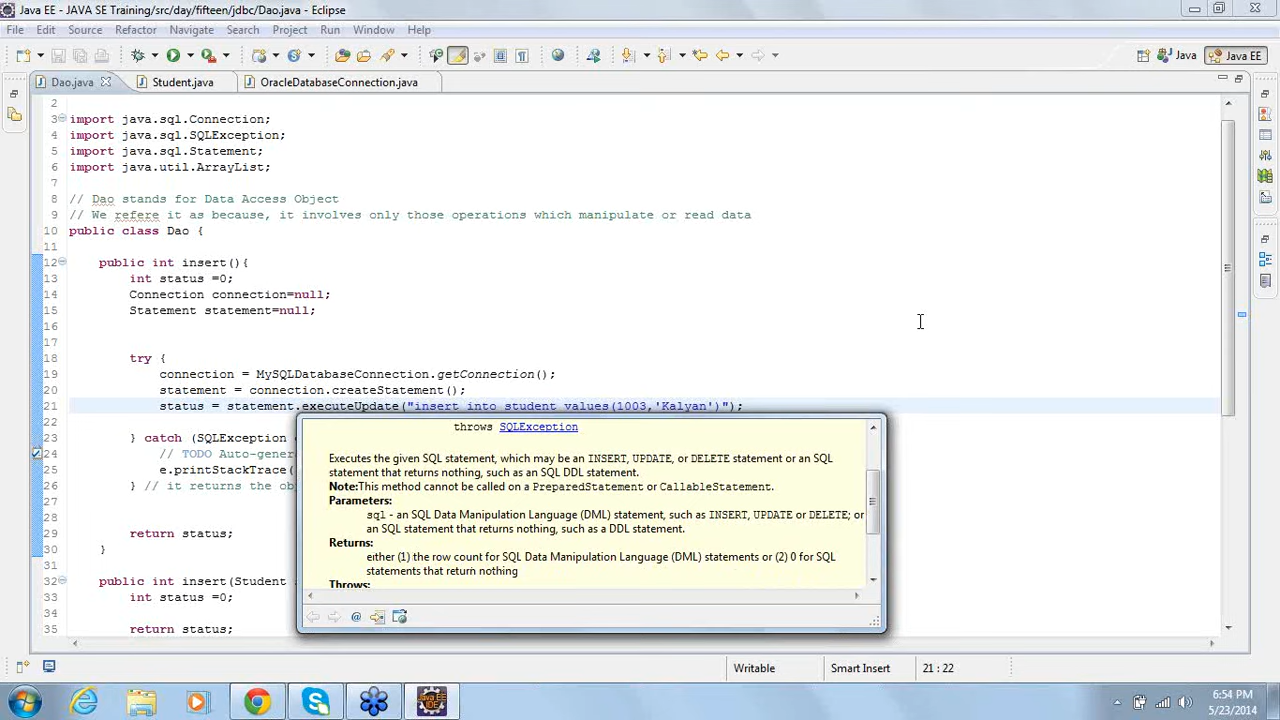 Java EE - JAVA SE Training/src/day/fifteen/jdbc/Dao.java - Eclipse
File Edit Source Refactor Navigate Search Project Run Window Help
Java Java EE
Dao.java Student.java OracleDatabaseConnection.java
2
3 import java.sql.Connection;
4 import java.sql.SQLException;
5 import java.sql.Statement;
6 import java.util.ArrayList;
7
8 // Dao stands for Data Access Object
9 // We refere it as because, it involves only those operations which manipulate or read data
10 public class Dao {
11
12 public int insert(){
13 int status =0;
14 Connection connection=null;
15 Statement statement=null;
16
17
18 try {
19 connection = MySQLDatabaseConnection.getConnection();
20 statement = connection.createStatement();
21 status = statement.executeUpdate("insert into student values(1003,'Kalyan')");
22
throws SQLException
23 } catch (SQLException
Executes the given SQL statement, which may be an INSERT, UPDATE, or DELETE statement or an SQL
24 // TODO Auto-gener
statement that returns nothing, such as an SQL DDL statement.
25 e.printStackTrace(
Note:This method cannot be called on a PreparedStatement or CallableStatement.
26 } // it returns the ob
Parameters:
27
sql - an SQL Data Manipulation Language (DML) statement, such as INSERT, UPDATE or DELETE; or
28
an SQL statement that returns nothing, such as a DDL statement.
29 return status;
Returns:
30 }
either (1) the row count for SQL Data Manipulation Language (DML) statements or (2) 0 for SQL
31
statements that return nothing
32 public int insert(Student
Throws:
33 int status =0;
@
34
35 return status;
Writable Smart Insert 21 : 22
Java EE
IDE
6:54 PM
5/23/2014